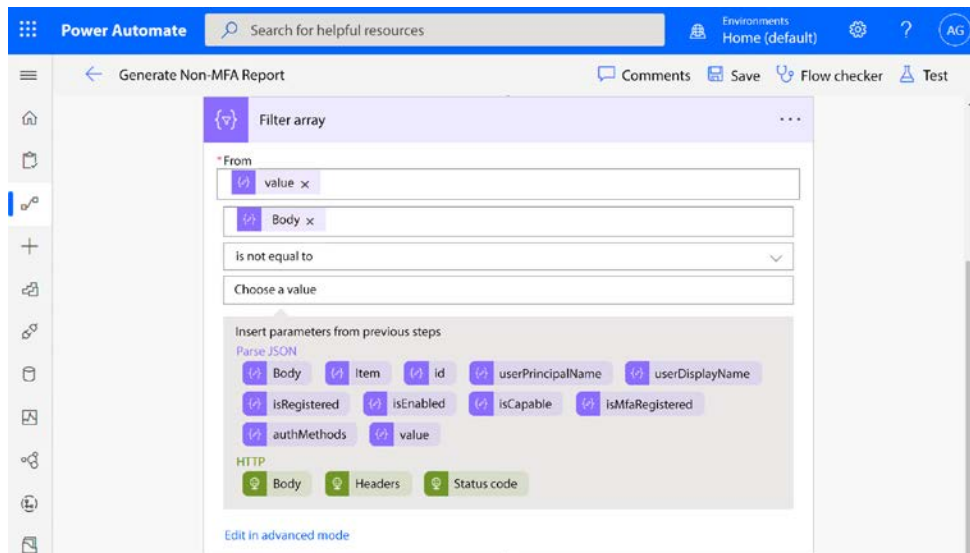 Power Automate
Search for helpful resources
Environments
Home (default)
?
AG
Generate Non-MFA Report
Comments
Save
Flow checker
Test
Filter array
...
*From
value ×
Body ×
is not equal to
Choose a value
Insert parameters from previous steps
Parse JSON
Body Item id userPrincipalName userDisplayName
isRegistered isEnabled isCapable isMfaRegistered
authMethods value
HTTP
Body Headers Status code
Edit in advanced mode